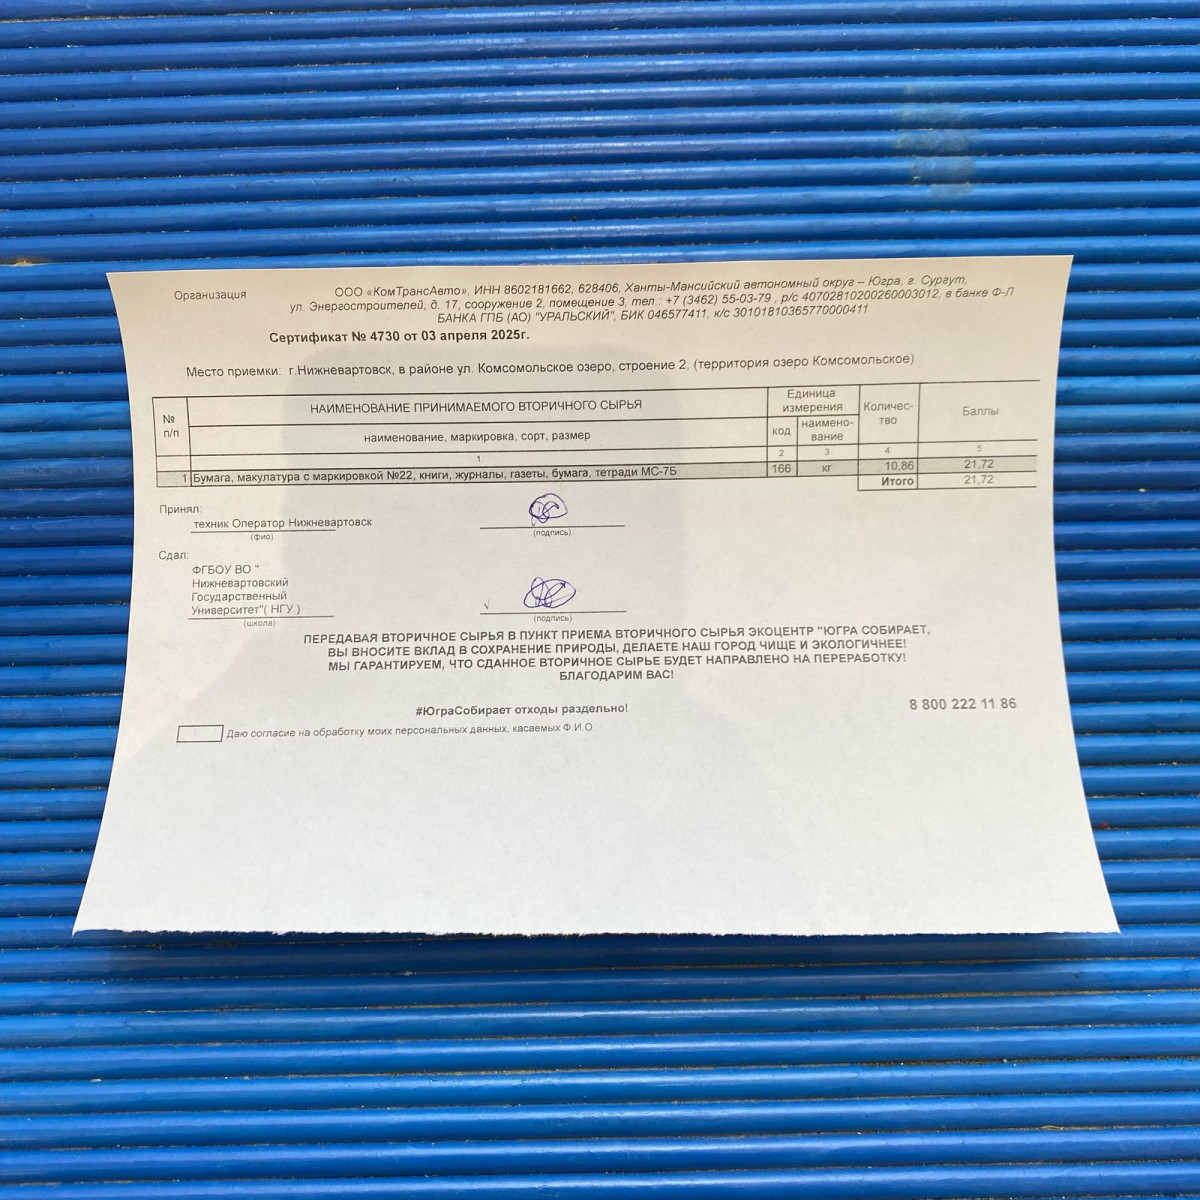 Организация
ООО «КомТрансАвто», ИНН 8602181662, 628406, Ханты-Мансийский автономный округ – Югра, г. Сургут,
ул. Энергостроителей, д. 17, сооружение 2, помещение 3, тел.: +7 (3462) 55-03-79 , р/с 40702810200260003012, в банке Ф-Л
БАНКА ГПБ (АО) "УРАЛЬСКИЙ", БИК 046577411, к/с 30101810365770000411
Сертификат № 4730 от 03 апреля 2025г.
Место приемки: г.Нижневартовск, в районе ул. Комсомольское озеро, строение 2, (территория озеро Комсомольское)
№ п/п
НАИМЕНОВАНИЕ ПРИНИМАЕМОГО ВТОРИЧНОГО СЫРЬЯ
Единица измерения
Количес-тво
Баллы
наименование, маркировка, сорт, размер
код
наимено-вание
1 2 3 4 5
1 Бумага, макулатура с маркировкой №22, книги, журналы, газеты, бумага, тетради МС-7Б 166 кг 10,86 21,72
Итого 21,72
Принял:
техник Оператор Нижневартовск
(фио)
(подпись)
Сдал:
ФГБОУ ВО "
Нижневартовский
Государственный
Университет"( НГУ )
(школа)
√
(подпись)
ПЕРЕДАВАЯ ВТОРИЧНОЕ СЫРЬЯ В ПУНКТ ПРИЕМА ВТОРИЧНОГО СЫРЬЯ ЭКОЦЕНТР "ЮГРА СОБИРАЕТ,
ВЫ ВНОСИТЕ ВКЛАД В СОХРАНЕНИЕ ПРИРОДЫ, ДЕЛАЕТЕ НАШ ГОРОД ЧИЩЕ И ЭКОЛОГИЧНЕЕ!
МЫ ГАРАНТИРУЕМ, ЧТО СДАННОЕ ВТОРИЧНОЕ СЫРЬЕ БУДЕТ НАПРАВЛЕНО НА ПЕРЕРАБОТКУ!
БЛАГОДАРИМ ВАС!
#ЮграСобирает отходы раздельно!
8 800 222 11 86
Даю согласие на обработку моих персональных данных, касаемых Ф.И.О.